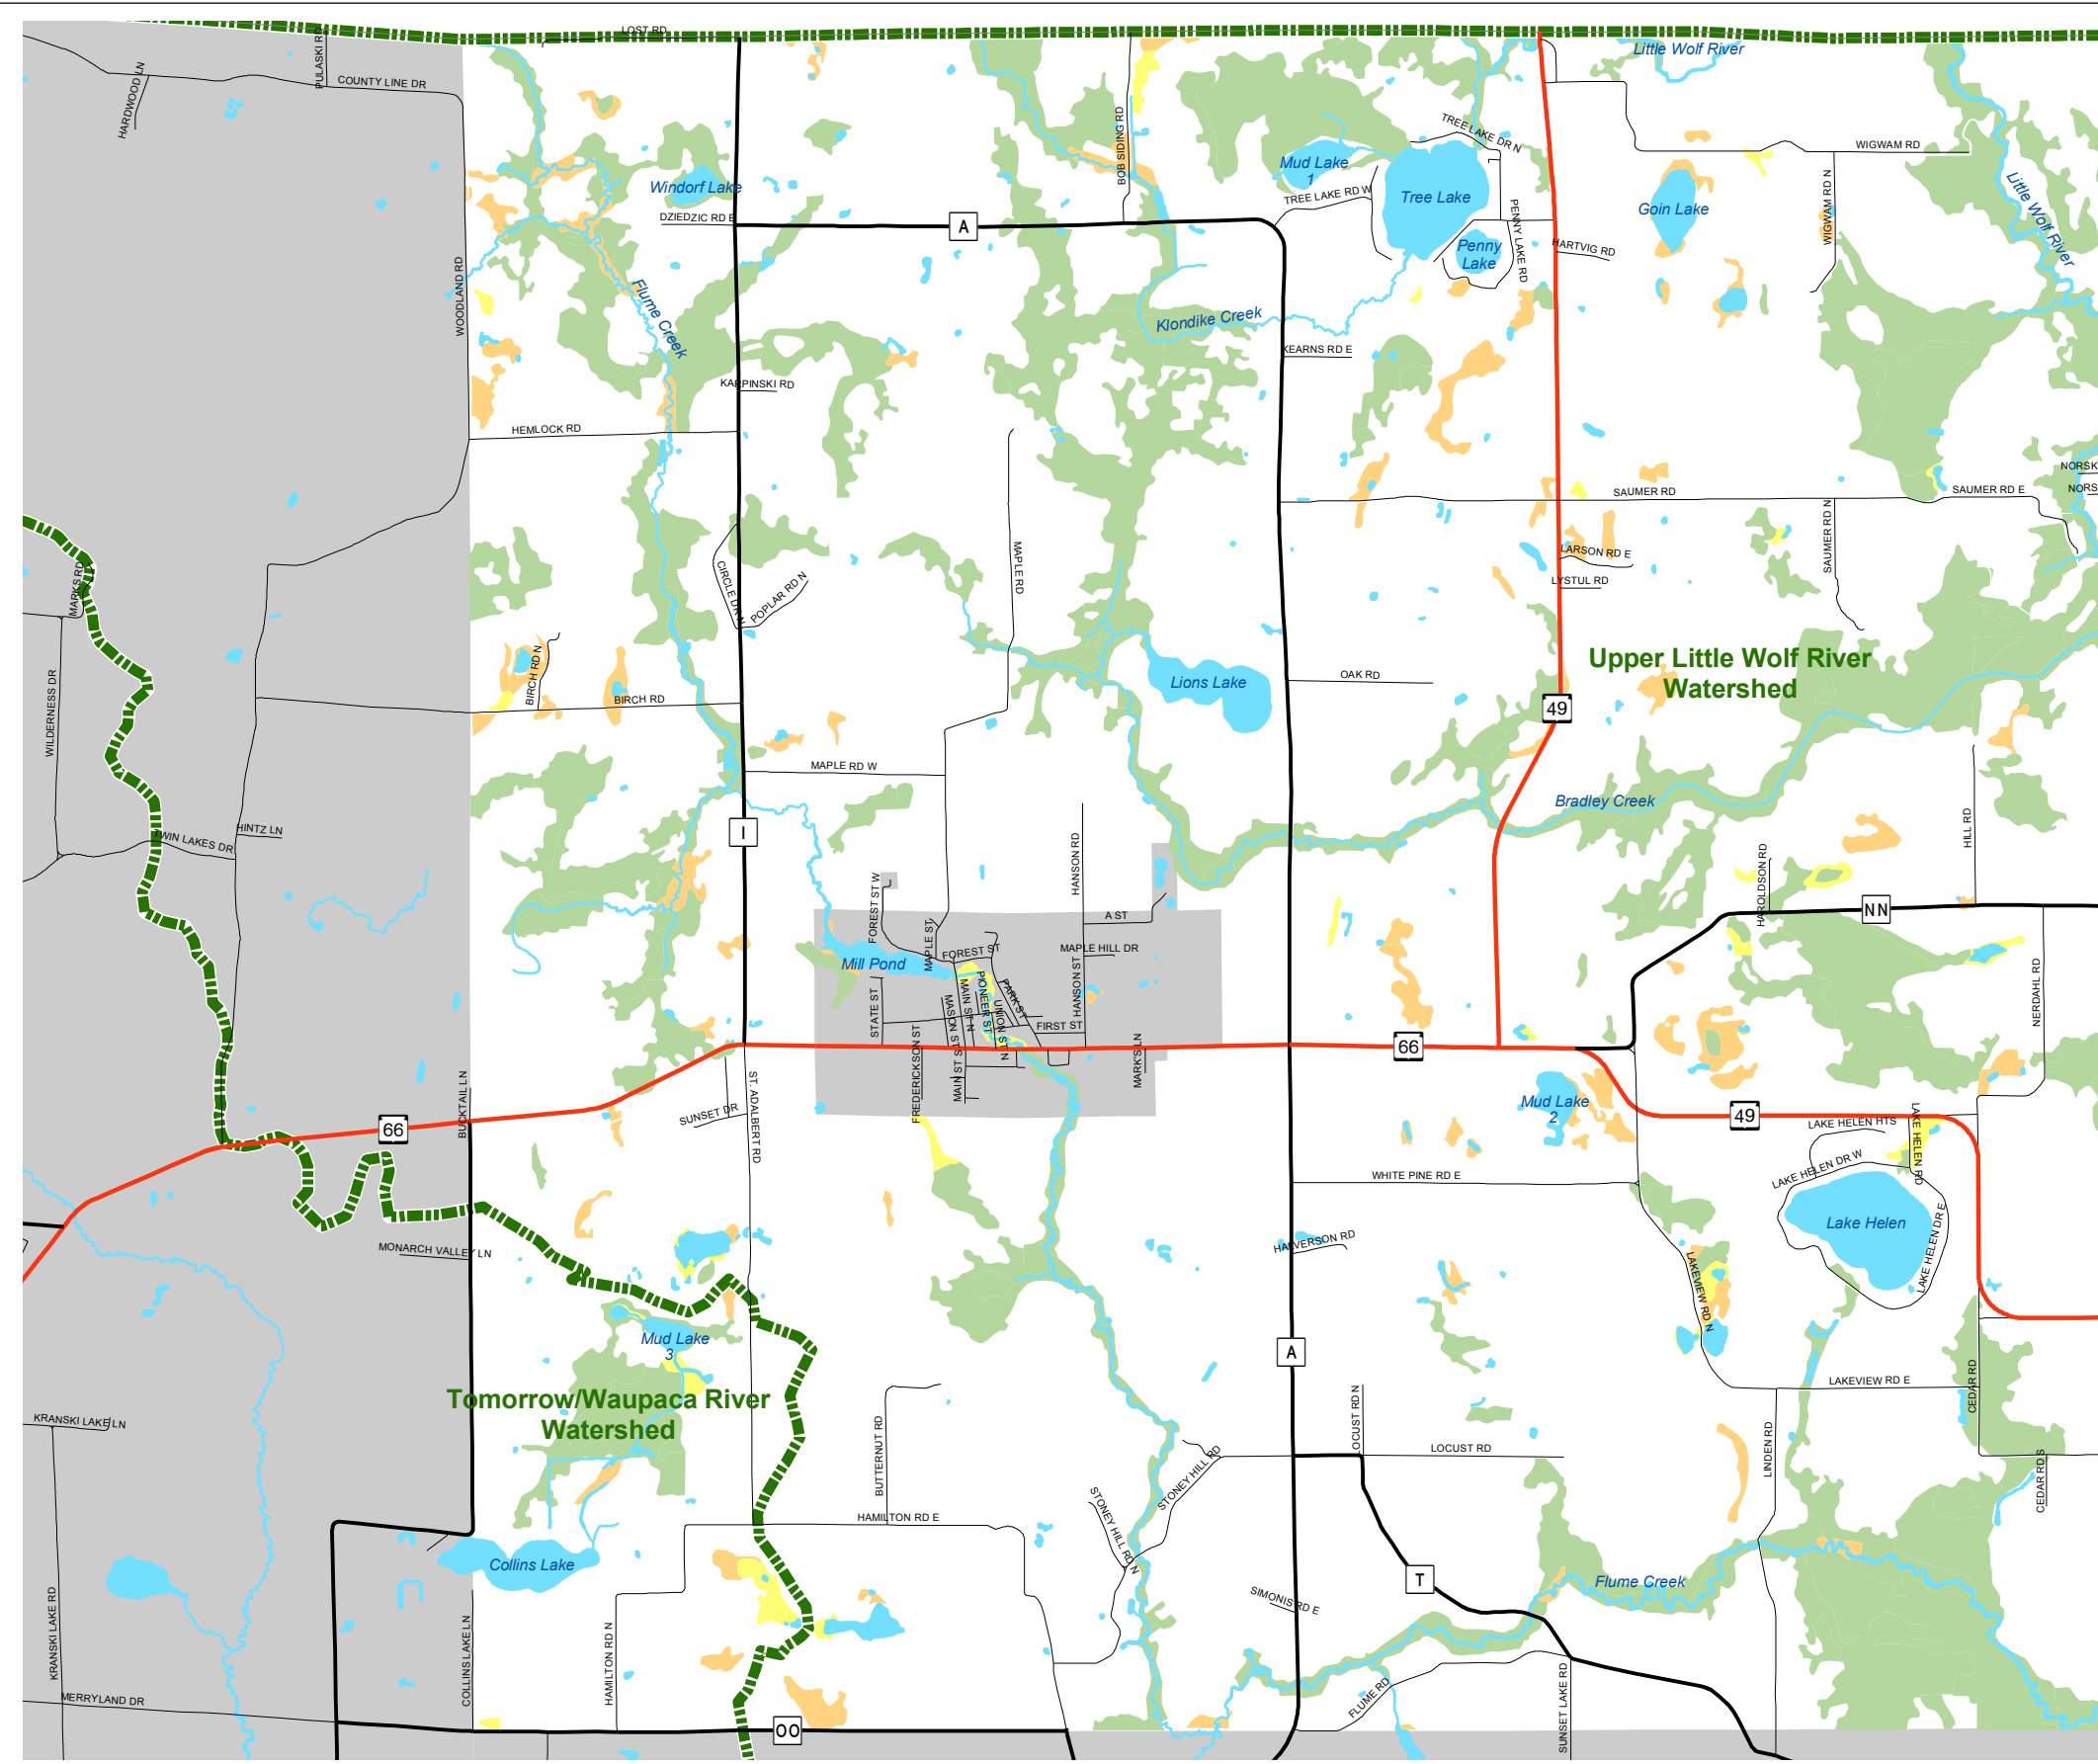 LOST RD
PULASKI RD
HARDWOOD LN
COUNTY LINE DR
Little Wolf River
BOB SIDING RD
TREE LAKE DR N
WIGWAM RD
Mud Lake
1
Windorf Lake
TREE LAKE RD W
Tree Lake
Goin Lake
WIGWAM RD N
Little Wolf River
DZIEDZIC RD E
A
PENNY LAKE RD
Penny
Lake
HARTVIG RD
WOODLAND RD
Flume Creek
Klondike Creek
KEARNS RD E
KARPINSKI RD
HEMLOCK RD
NORSK
NORS
SAUMER RD
SAUMER RD E
SAUMER RD N
MARKS RD
CIRCLE DR N
POPLAR RD N
MAPLE RD
LARSON RD E
LYSTUL RD
WILDERNESS DR
BIRCH RD N
BIRCH RD
Lions Lake
OAK RD
Upper Little Wolf River
Watershed
49
MAPLE RD W
Bradley Creek
HINTZ LN
TWIN LAKES DR
I
HANSON RD
HILL RD
HAROLDSON RD
FOREST ST W
A ST
NN
MAPLE ST
FOREST ST
MAPLE HILL DR
Mill Pond
HANSON ST
NERDAHL RD
STATE ST
MASON ST
MAIN ST N
PIONEER ST
PARK ST
UNION ST N
FIRST ST
FREDERICKSON ST
MAIN ST S
MARK'S LN
66
BUCKTAIL LN
66
SUNSET DR
ST. ADALBERT RD
Mud Lake
2
49
LAKE HELEN HTS
LAKE HELEN RD
LAKE HELEN DR W
WHITE PINE RD E
Lake Helen
LAKE HELEN DR E
MONARCH VALLEY LN
HALVERSON RD
LAKEVIEW RD N
Mud Lake
3
A
LAKEVIEW RD E
CEDAR RD
Tomorrow/Waupaca River
Watershed
KRANSKI LAKE LN
BUTTERNUT RD
LOCUST RD N
LOCUST RD
LINDEN RD
CEDAR RD S
STONEY HILL RD
STONEY HILL RD N
HAMILTON RD E
Collins Lake
T
Flume Creek
SIMONIS RD E
KRANSKI LAKE RD
COLLINS LAKE LN
HAMILTON RD N
FLUME RD
SUNSET LAKE RD
MERRYLAND DR
OO